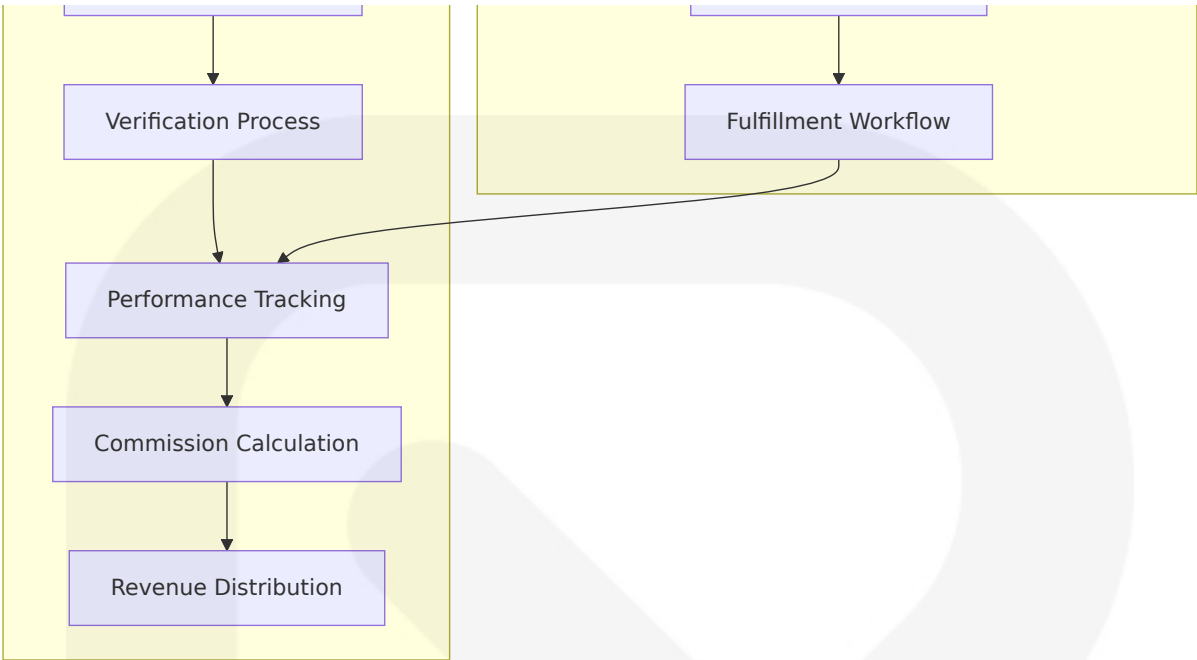 Verification Process
Fulfillment Workflow
Performance Tracking
Commission Calculation
Revenue Distribution